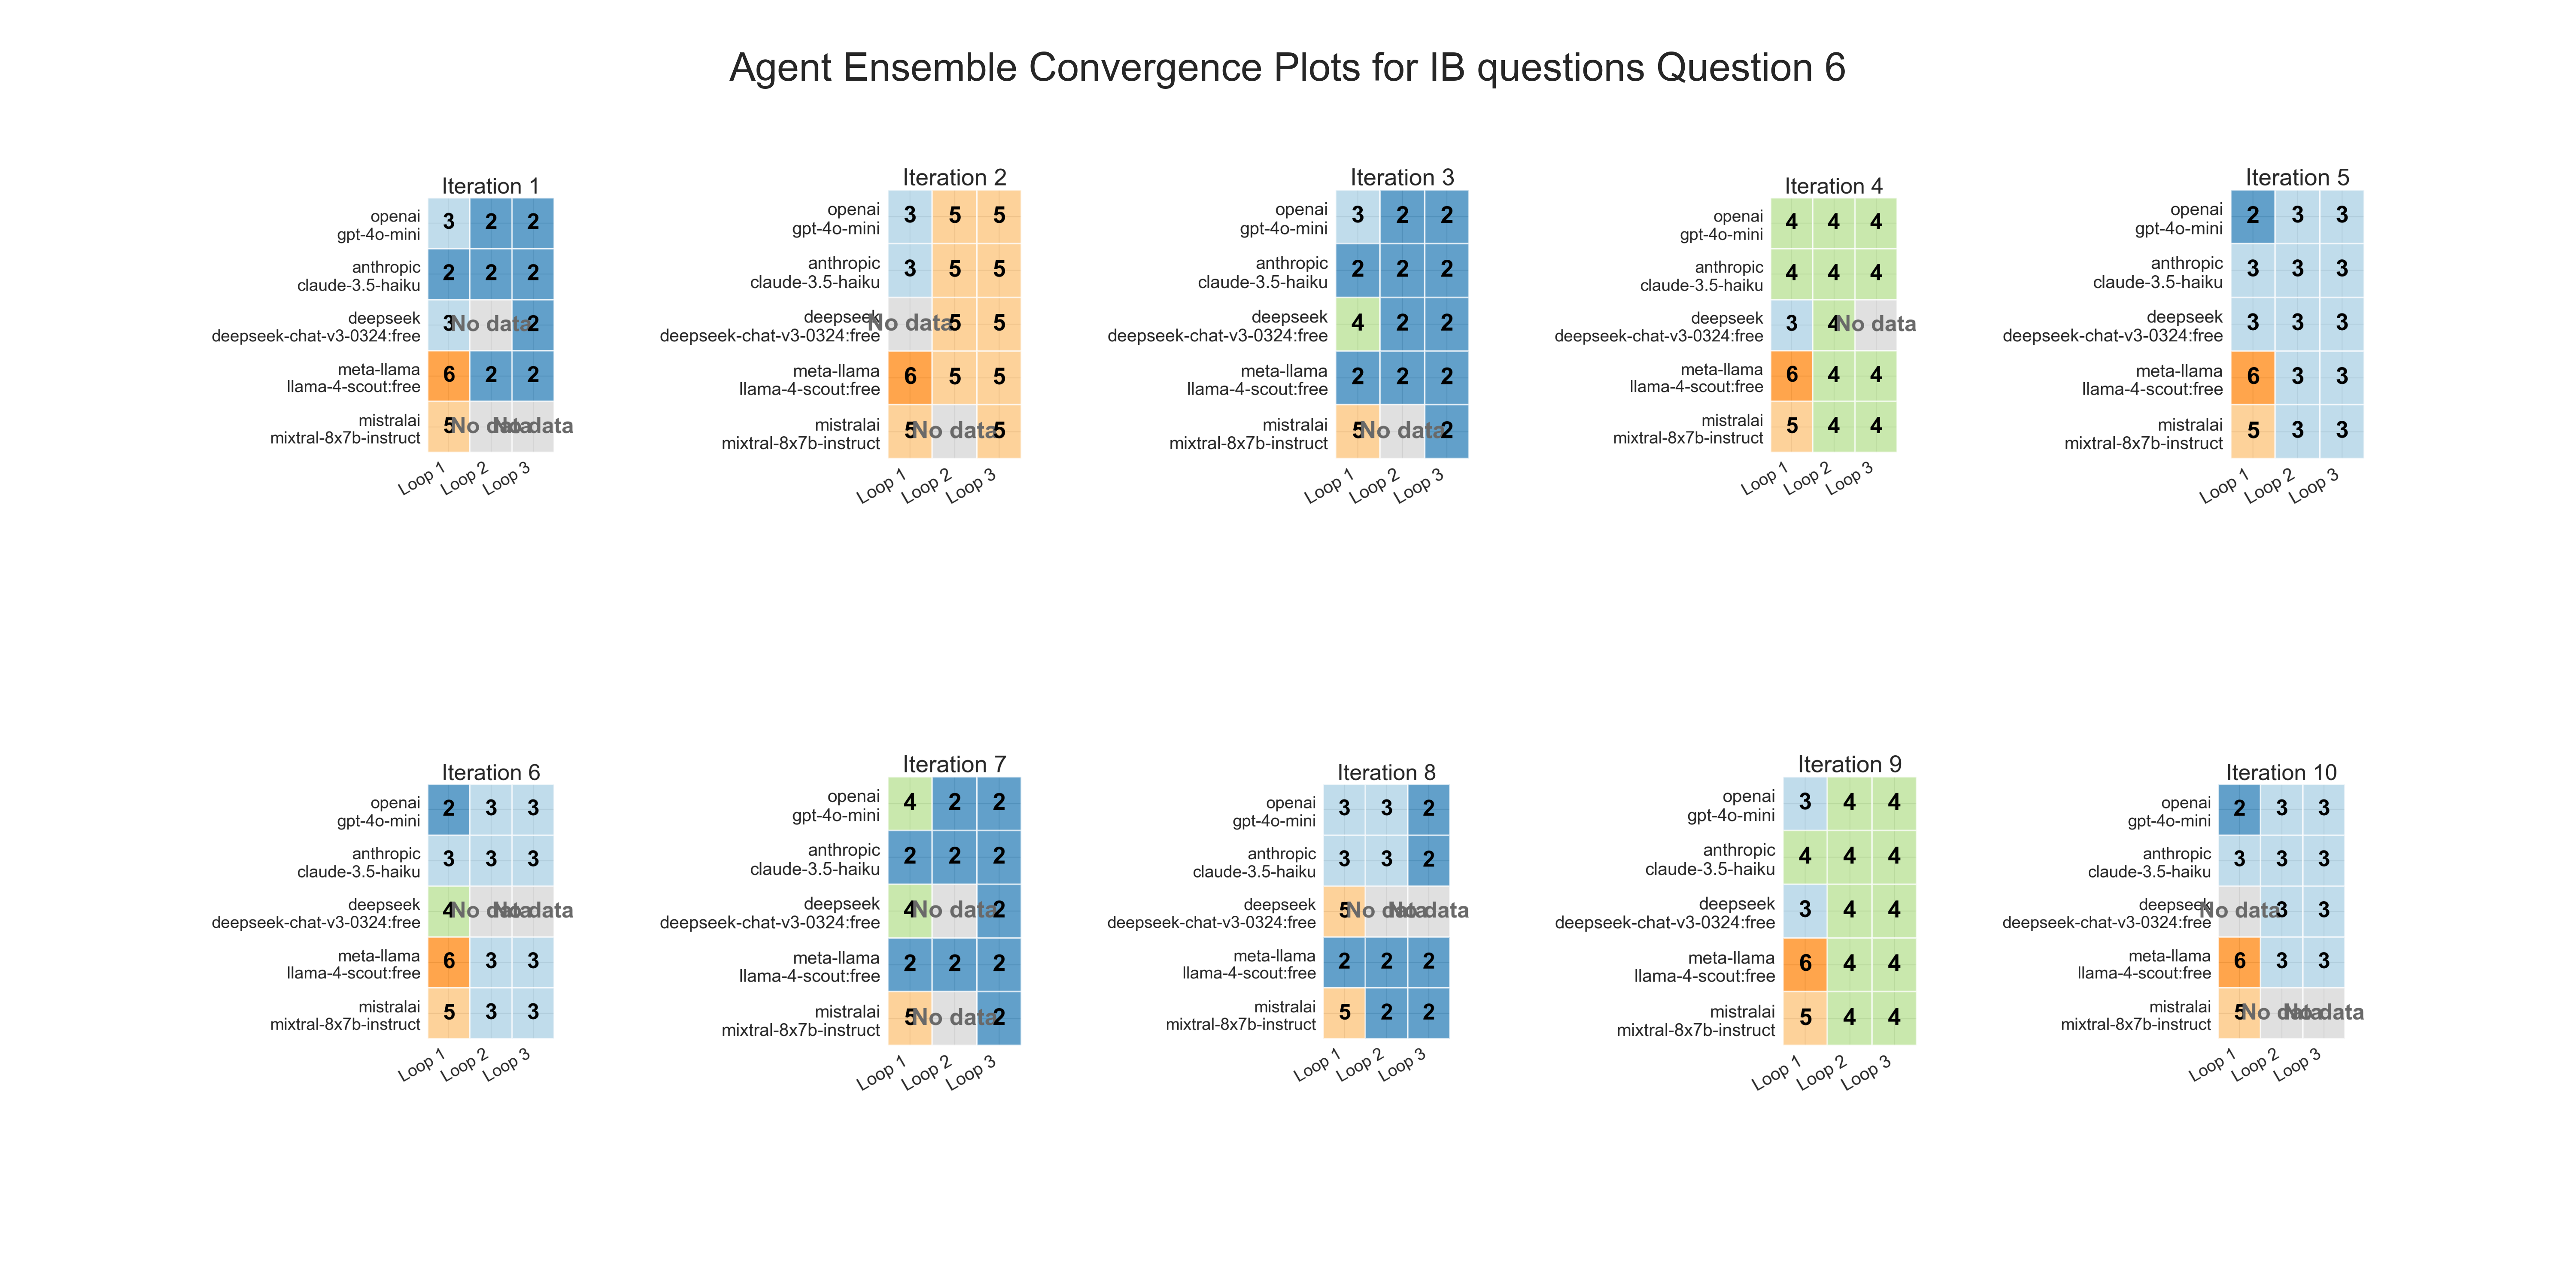 Agent Ensemble Convergence Plots for IB questions Question 6
Iteration 1
openai
gpt-4o-mini
3 2 2
anthropic
claude-3.5-haiku
2 2 2
deepseek
deepseek-chat-v3-0324:free
3 No data 2
meta-llama
llama-4-scout:free
6 2 2
mistralai
mixtral-8x7b-instruct
5 No data No data
Loop 1 Loop 2 Loop 3
Iteration 2
openai
gpt-4o-mini
3 5 5
anthropic
claude-3.5-haiku
3 5 5
deepseek
deepseek-chat-v3-0324:free
No data 5 5
meta-llama
llama-4-scout:free
6 5 5
mistralai
mixtral-8x7b-instruct
5 No data 5
Loop 1 Loop 2 Loop 3
Iteration 3
openai
gpt-4o-mini
3 2 2
anthropic
claude-3.5-haiku
2 2 2
deepseek
deepseek-chat-v3-0324:free
4 2 2
meta-llama
llama-4-scout:free
2 2 2
mistralai
mixtral-8x7b-instruct
5 No data 2
Loop 1 Loop 2 Loop 3
Iteration 4
openai
gpt-4o-mini
4 4 4
anthropic
claude-3.5-haiku
4 4 4
deepseek
deepseek-chat-v3-0324:free
3 4 No data
meta-llama
llama-4-scout:free
6 4 4
mistralai
mixtral-8x7b-instruct
5 4 4
Loop 1 Loop 2 Loop 3
Iteration 5
openai
gpt-4o-mini
2 3 3
anthropic
claude-3.5-haiku
3 3 3
deepseek
deepseek-chat-v3-0324:free
3 3 3
meta-llama
llama-4-scout:free
6 3 3
mistralai
mixtral-8x7b-instruct
5 3 3
Loop 1 Loop 2 Loop 3
Iteration 6
openai
gpt-4o-mini
2 3 3
anthropic
claude-3.5-haiku
3 3 3
deepseek
deepseek-chat-v3-0324:free
4 No data No data
meta-llama
llama-4-scout:free
6 3 3
mistralai
mixtral-8x7b-instruct
5 3 3
Loop 1 Loop 2 Loop 3
Iteration 7
openai
gpt-4o-mini
4 2 2
anthropic
claude-3.5-haiku
2 2 2
deepseek
deepseek-chat-v3-0324:free
4 No data 2
meta-llama
llama-4-scout:free
2 2 2
mistralai
mixtral-8x7b-instruct
5 No data 2
Loop 1 Loop 2 Loop 3
Iteration 8
openai
gpt-4o-mini
3 3 2
anthropic
claude-3.5-haiku
3 3 2
deepseek
deepseek-chat-v3-0324:free
5 No data No data
meta-llama
llama-4-scout:free
2 2 2
mistralai
mixtral-8x7b-instruct
5 2 2
Loop 1 Loop 2 Loop 3
Iteration 9
openai
gpt-4o-mini
3 4 4
anthropic
claude-3.5-haiku
4 4 4
deepseek
deepseek-chat-v3-0324:free
3 4 4
meta-llama
llama-4-scout:free
6 4 4
mistralai
mixtral-8x7b-instruct
5 4 4
Loop 1 Loop 2 Loop 3
Iteration 10
openai
gpt-4o-mini
2 3 3
anthropic
claude-3.5-haiku
3 3 3
deepseek
deepseek-chat-v3-0324:free
No data 3 3
meta-llama
llama-4-scout:free
6 3 3
mistralai
mixtral-8x7b-instruct
5 No data No data
Loop 1 Loop 2 Loop 3